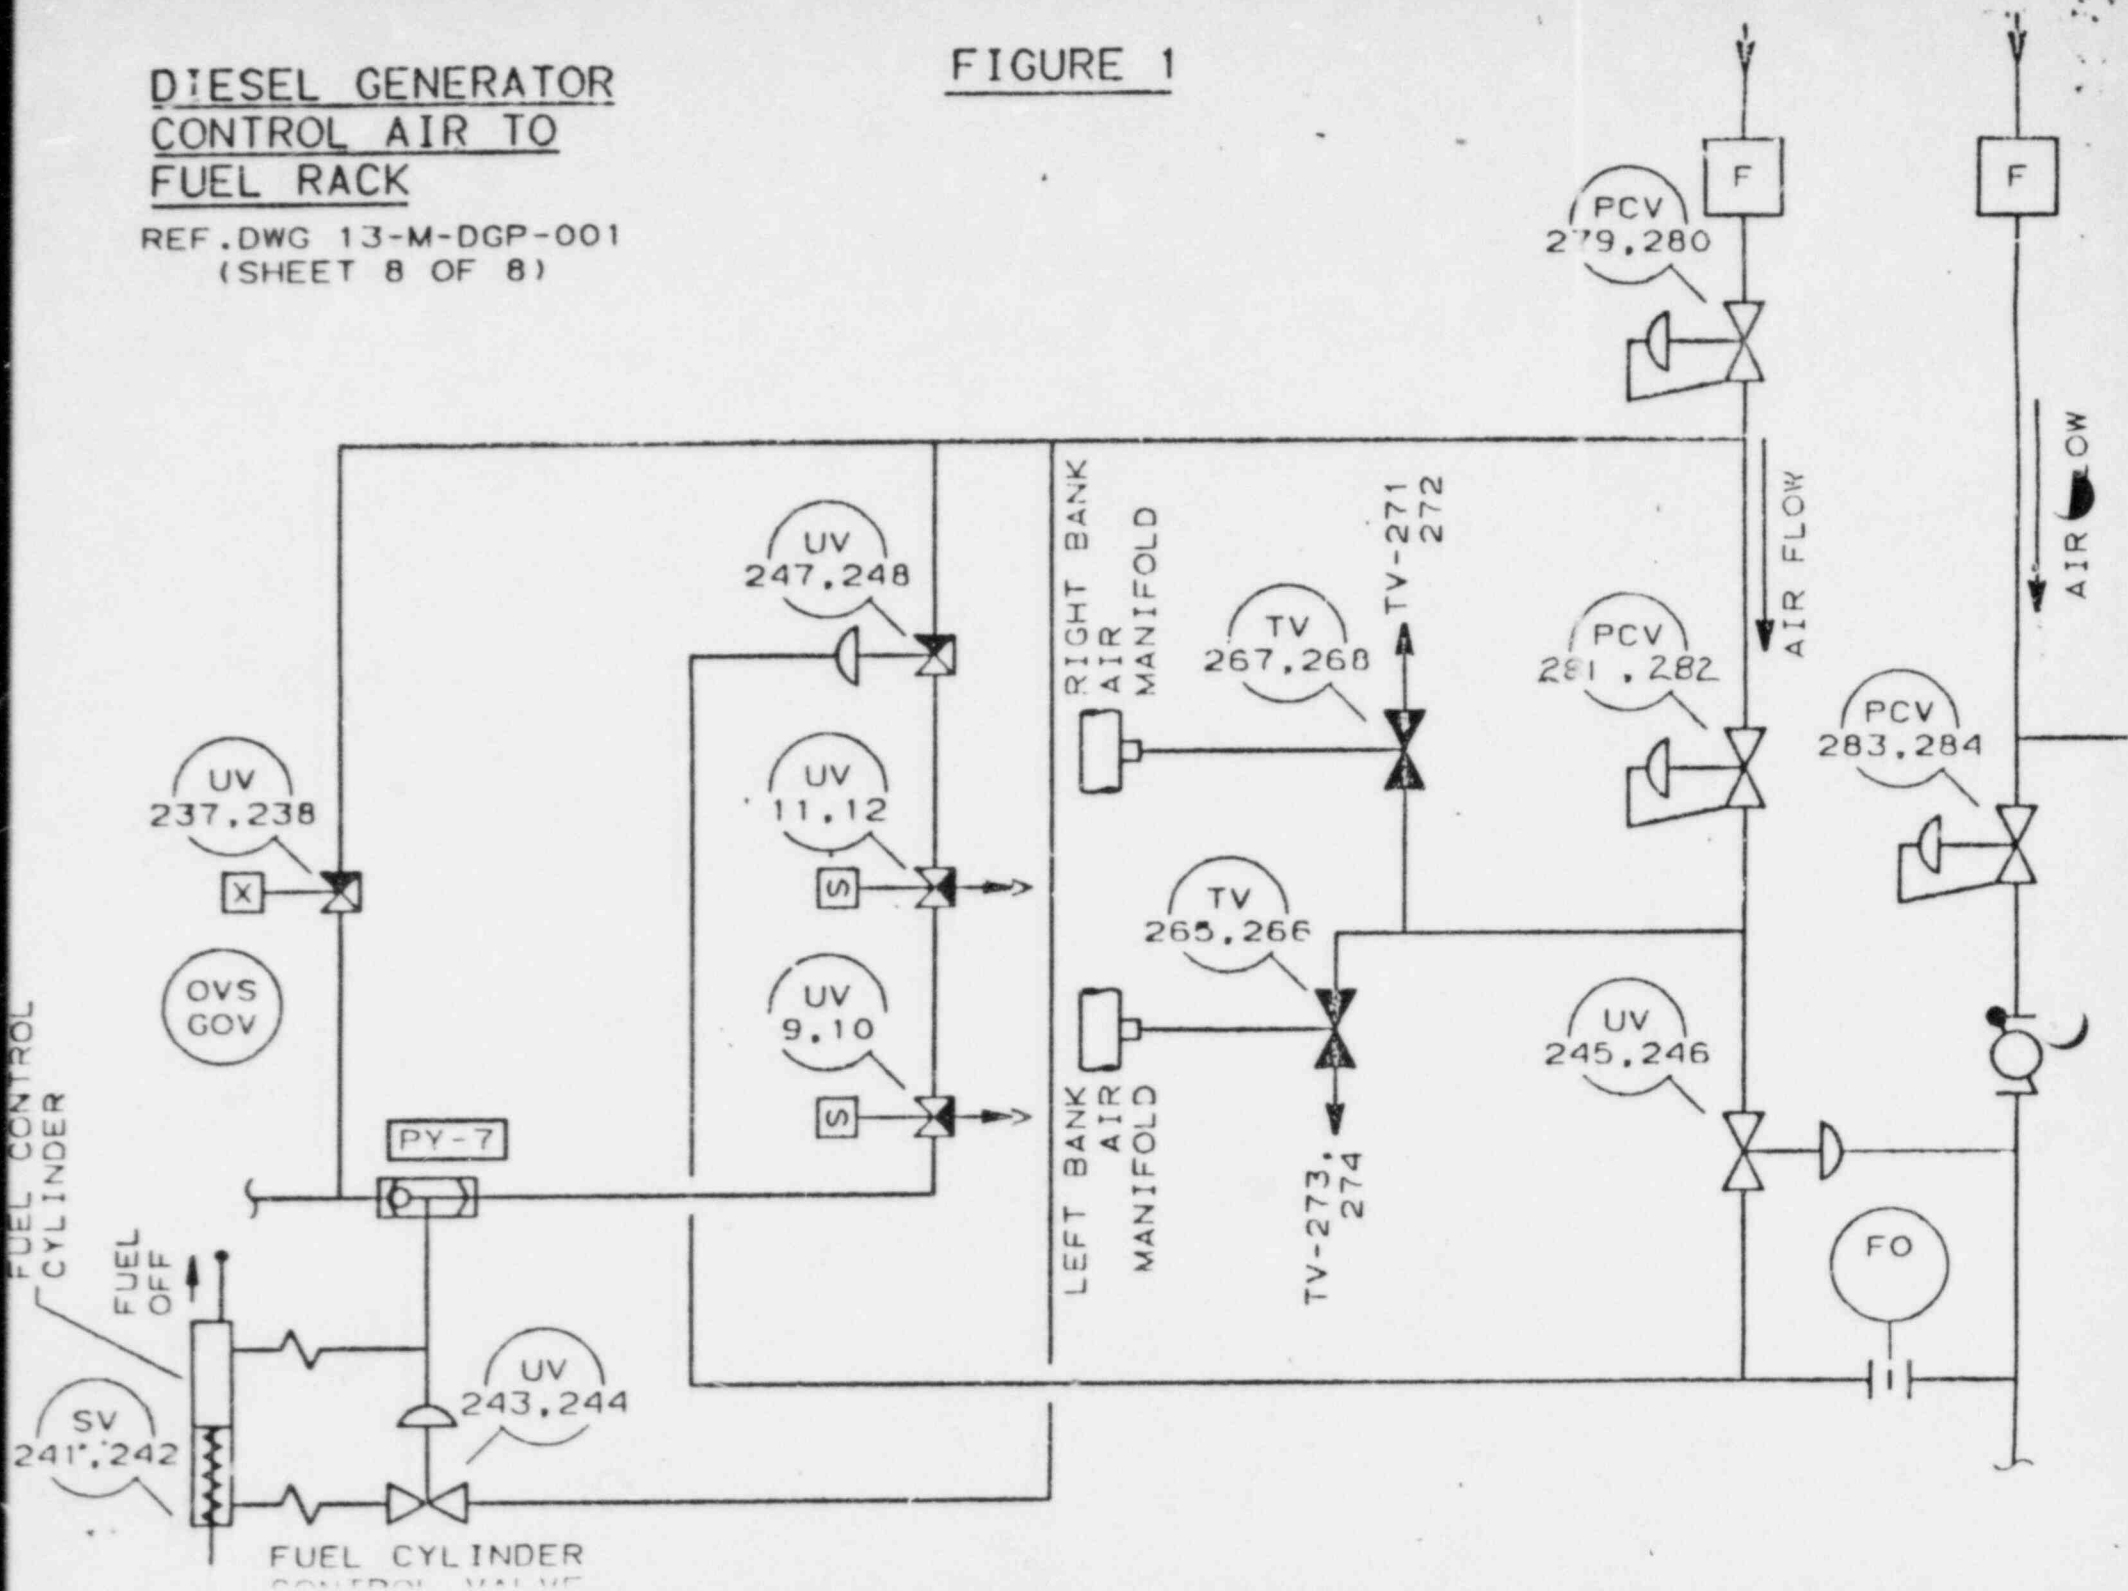 DIESEL GENERATOR
CONTROL AIR TO
FUEL RACK
REF.DWG 13-M-DGP-001
(SHEET 8 OF 8)
FIGURE 1
F
F
PCV
279,280
AIR FLOW
AIR
RIGHT BANK
AIR
MANIFOLD
TV-271
272
UV
247,248
TV
267,268
PCV
281,282
PCV
283,284
UV
237,238
X
UV
11,12
S
TV
265,266
OVS
GOV
UV
9,10
S
UV
245,246
LEFT BANK
AIR
MANIFOLD
TV-273,
274
PY-7
FO
FUEL CONTROL
CYLINDER
FUEL
OFF
UV
243,244
SV
241,242
FUEL CYLINDER
CONTROL VALVE